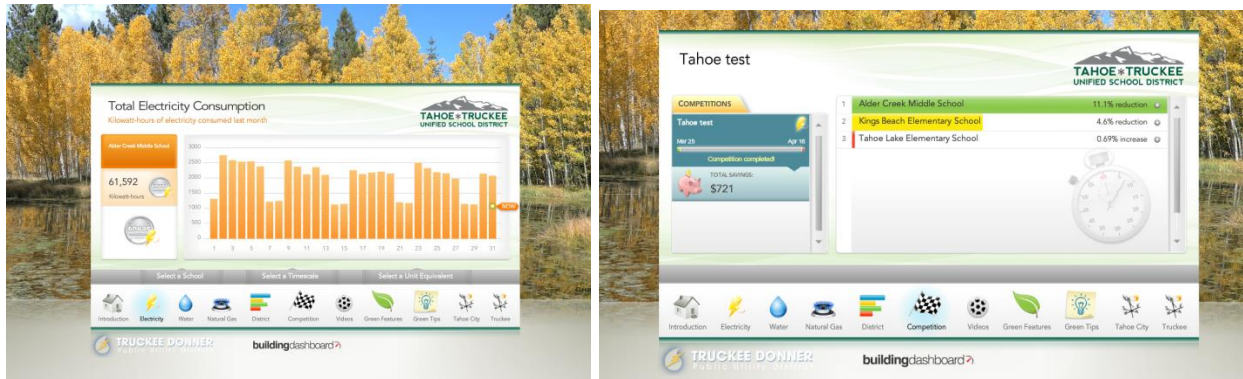 Total Electricity Consumption
Kilowatt-hours of electricity consumed last month
TAHOE*TRUCKEE
UNIFIED SCHOOL DISTRICT
Alder Creek Middle School
61,592
Kilowatt-hours
3000
2500
2000
1500
1000
500
0
1 3 5 7 9 11 13 15 17 19 21 23 25 27 29 31
NOW
Select a School Select a Timescale Select a Unit Equivalent
Introduction Electricity Water Natural Gas District Competition Videos Green Features Green Tips Tahoe City Truckee
TRUCKEE DONNER
Public Utility District
buildingdashboard
Tahoe test
TAHOE*TRUCKEE
UNIFIED SCHOOL DISTRICT
COMPETITIONS
Tahoe test
Mar 25 Apr 16
Competition completed!
TOTAL SAVINGS:
$721
1 Alder Creek Middle School 11.1% reduction
2 Kings Beach Elementary School 4.6% reduction
3 Tahoe Lake Elementary School 0.69% increase
Introduction Electricity Water Natural Gas District Competition Videos Green Features Green Tips Tahoe City Truckee
TRUCKEE DONNER
Public Utility District
buildingdashboard